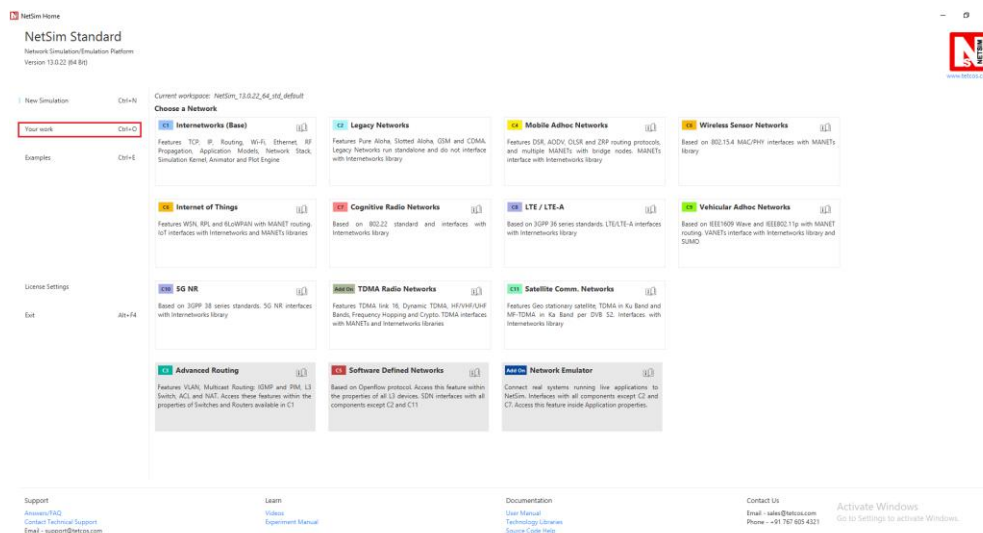 NetSim Home
NetSim Standard
Network Simulation/Emulation Platform
Version 13.0.22 (64 Bit)
NETSIM
www.tetcos.c
New Simulation Ctrl+N
Your work Ctrl+O
Examples Ctrl+E
License Settings
Exit Alt+F4
Current workspace: NetSim_13.0.22_64_std_default
Choose a Network
C1 Internetworks (Base)
Features TCP, IP, Routing, Wi-Fi, Ethernet, RF
Propagation, Application Models, Network Stack,
Simulation Kernel, Animator and Plot Engine
C2 Legacy Networks
Features Pure Aloha, Slotted Aloha, GSM and CDMA.
Legacy Networks run standalone and do not interface
with Internetworks library
C4 Mobile Adhoc Networks
Features DSR, AODV, OLSR and ZRP routing protocols,
and multiple MANETs with bridge nodes. MANETs
interface with Internetworks library
Wireless Sensor Networks
Based on 802.15.4 MAC/PHY interfaces with MANETs
library
Internet of Things
Features WSN, RPL and 6LoWPAN with MANET routing.
IoT interfaces with Internetworks and MANETs libraries
C7 Cognitive Radio Networks
Based on 802.22 standard and interfaces with
Internetworks library
C8 LTE / LTE-A
Based on 3GPP 36 series standards. LTE/LTE-A interfaces
with Internetworks library
C9 Vehicular Adhoc Networks
Based on IEEE1609 Wave and IEEE802.11p with MANET
routing. VANETs interface with Internetworks library and
SUMO
C10 5G NR
Based on 3GPP 38 series standards. 5G NR interfaces
with Internetworks library
Add On TDMA Radio Networks
Features TDMA link 16, Dynamic TDMA, HF/VHF/UHF
Bands, Frequency Hopping and Crypto. TDMA interfaces
with MANETs and Internetworks libraries
C11 Satellite Comm. Networks
Features Geo stationary satellite, TDMA in Ku Band and
MF-TDMA in Ka Band per DVB S2. Interfaces with
Internetworks library
C3 Advanced Routing
Features VLAN, Multicast Routing: IGMP and PIM, L3
Switch, ACL and NAT. Access these features within the
properties of Switches and Routers available in C1
C5 Software Defined Networks
Based on Openflow protocol. Access this feature within
the properties of all L3 devices. SDN interfaces with all
components except C2 and C11
Add On Network Emulator
Connect real systems running live applications to
NetSim. Interfaces with all components except C2 and
C7. Access this feature inside Application properties.
Support
Answers/FAQ
Contact Technical Support
Email - support@tetcos.com
Learn
Videos
Experiment Manual
Documentation
User Manual
Technology Libraries
Source Code Help
Contact Us
Email - sales@tetcos.com
Phone - +91 767 605 4321
Activate Windows
Go to Settings to activate Windows.